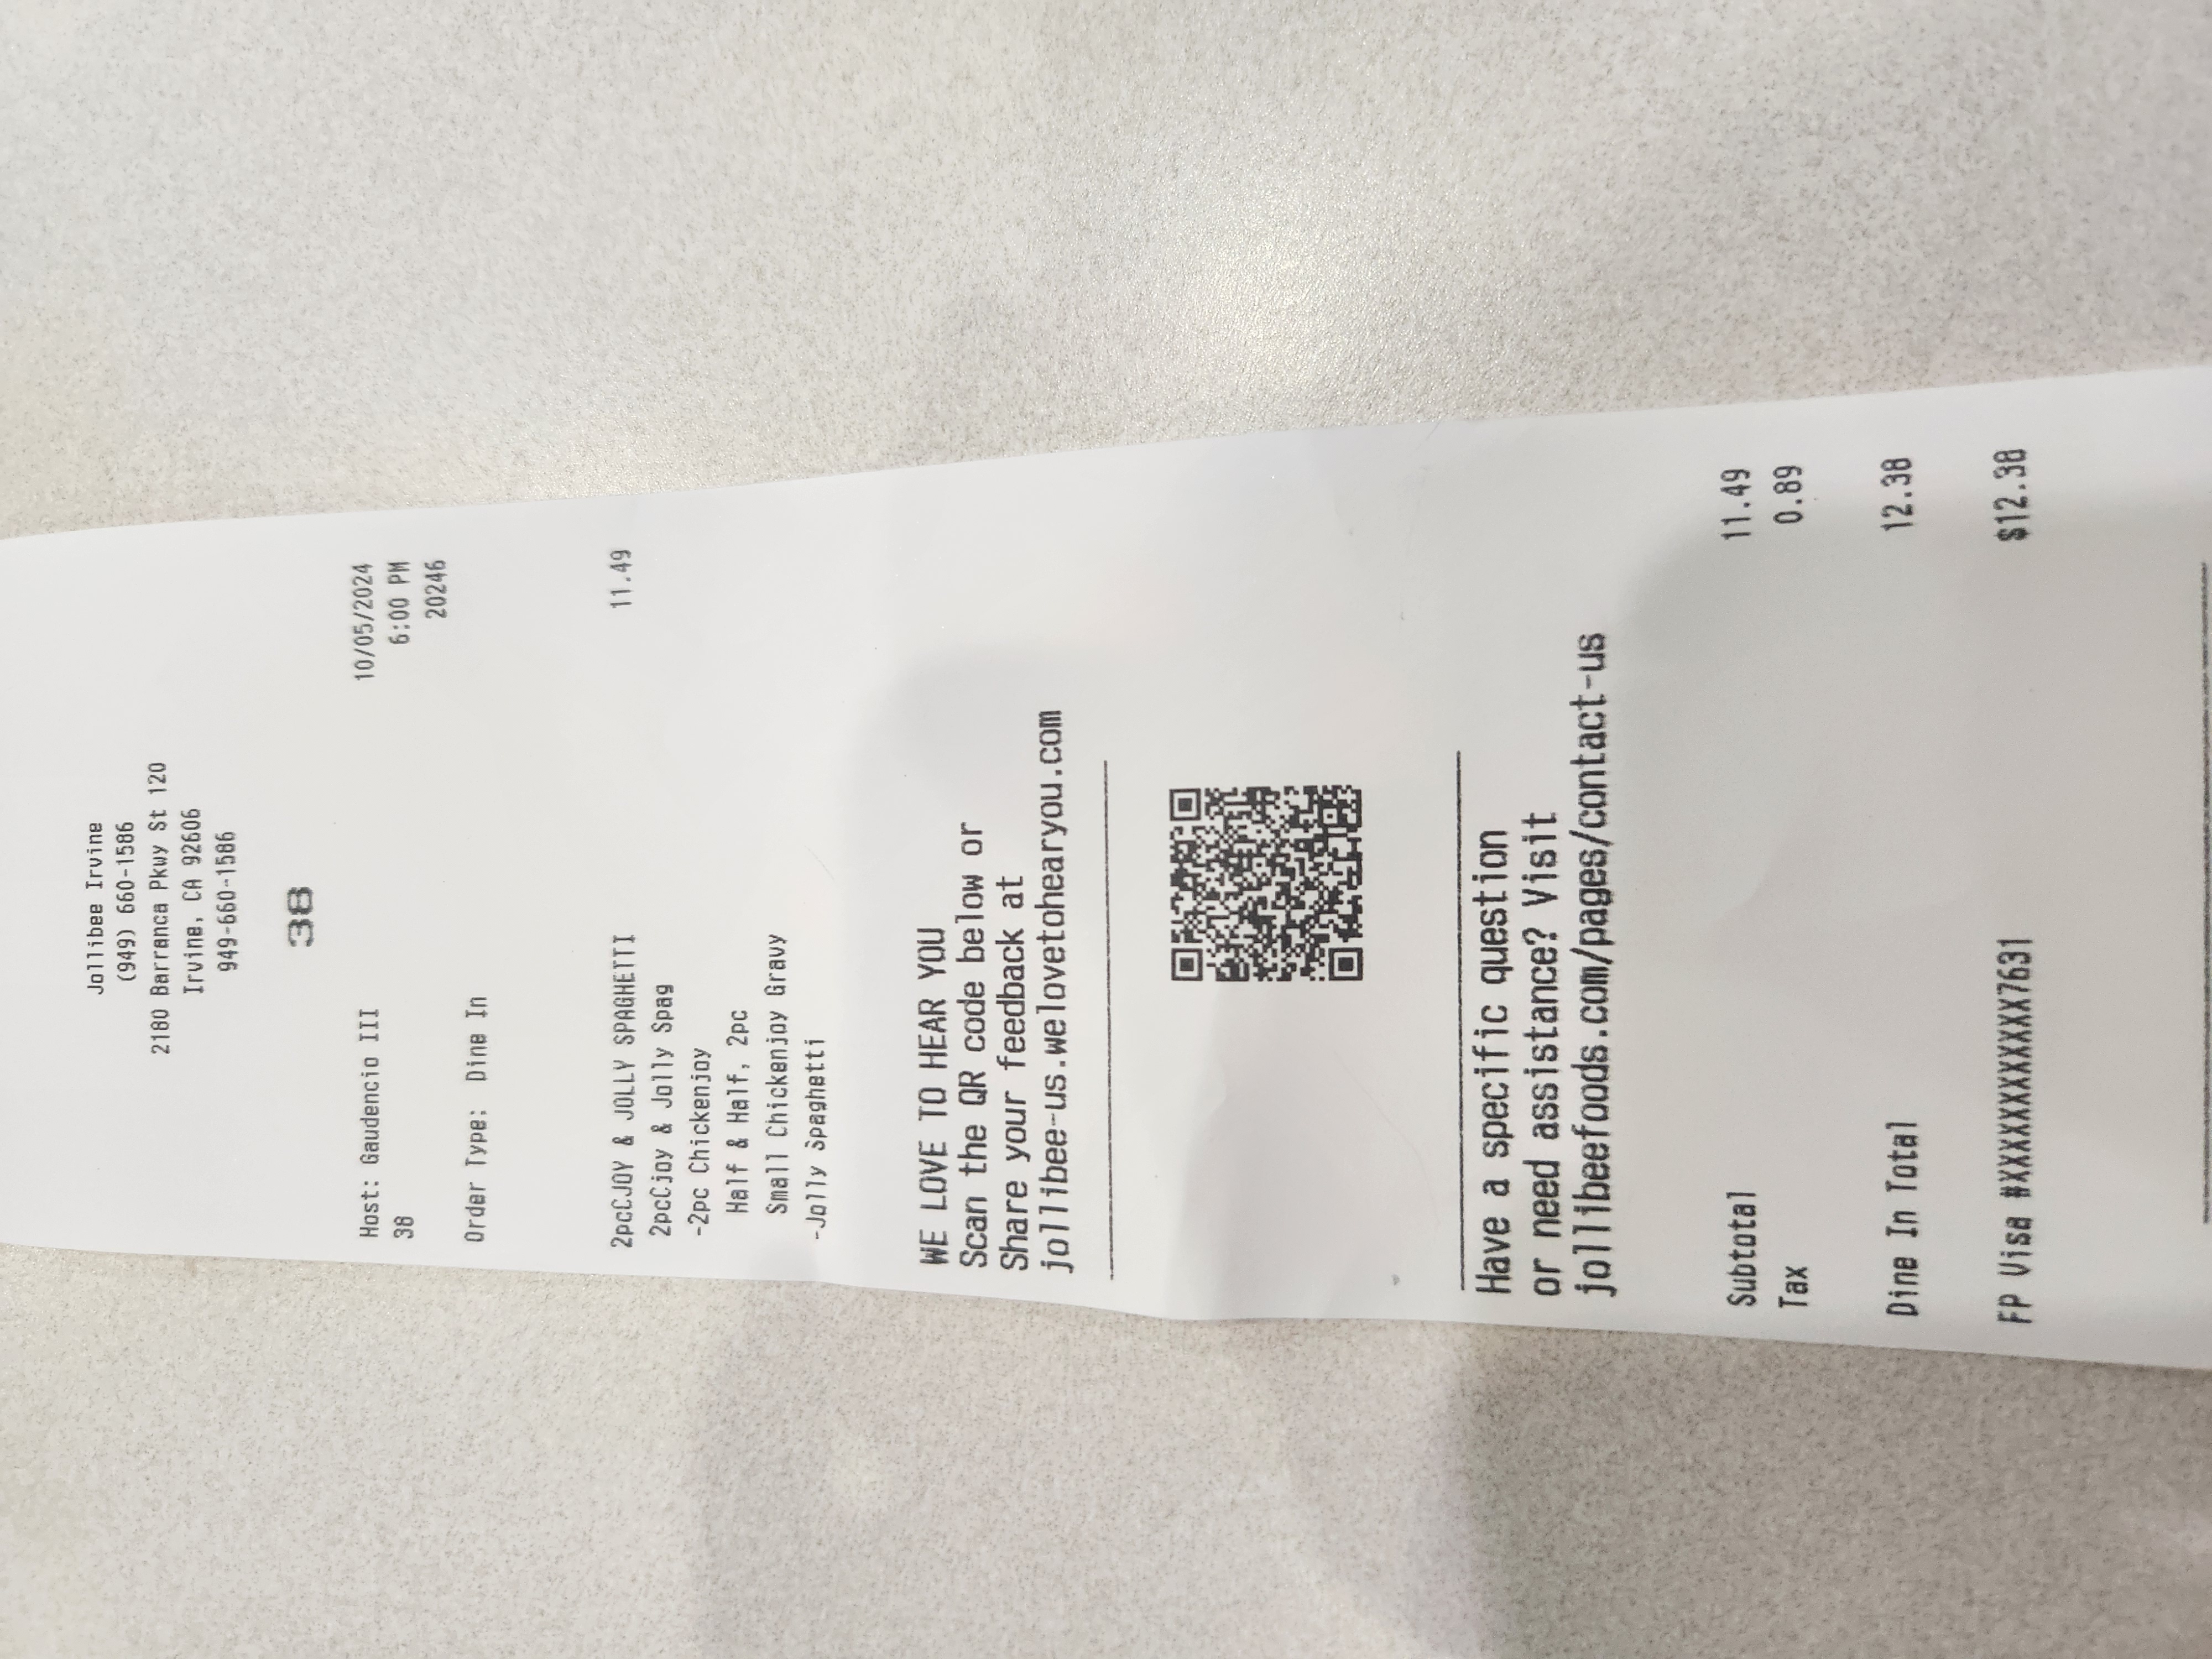 Jollibee Irvine
(949) 660-1586
2180 Barranca Pkwy St 120
Irvine, CA 92606
949-660-1586
38
Host: Gaudencio III 10/05/2024
38 6:00 PM
20246
Order Type: Dine In
2pcCJOY & JOLLY SPAGHETTI 11.49
2pcCjoy & Jolly Spag
-2pc Chickenjoy
Half & Half, 2pc
Small Chickenjoy Gravy
-Jolly Spaghetti
WE LOVE TO HEAR YOU
Scan the QR code below or
Share your feedback at
jollibee-us.welovetohearyou.com
Have a specific question
or need assistance? Visit
jollibeefoods.com/pages/contact-us
Subtotal 11.49
Tax 0.89
Dine In Total 12.38
FP Visa #XXXXXXXXXXXX7631 $12.38